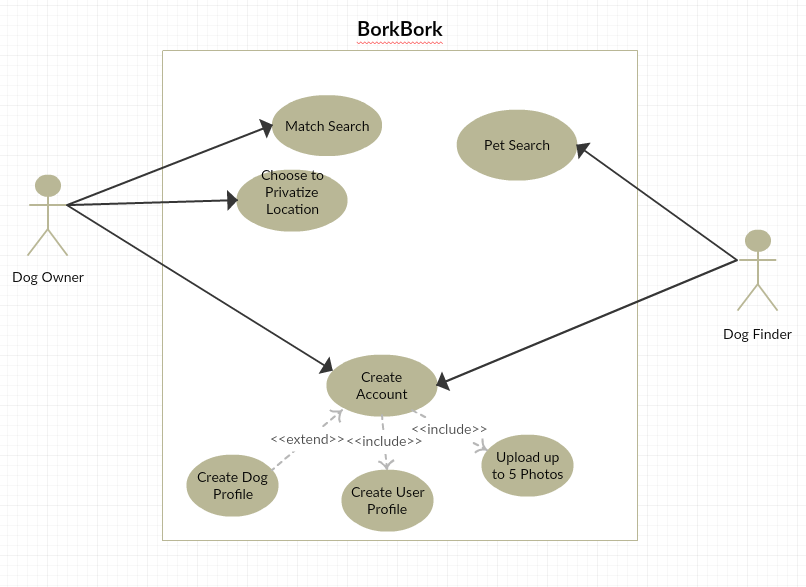 BorkBork
Match Search
Pet Search
Choose to
Privatize
Location
Dog Owner
Dog Finder
Create
Account
<<include>>
<<extend>>
<<include>>
Create Dog
Profile
Create User
Profile
Upload up
to 5 Photos